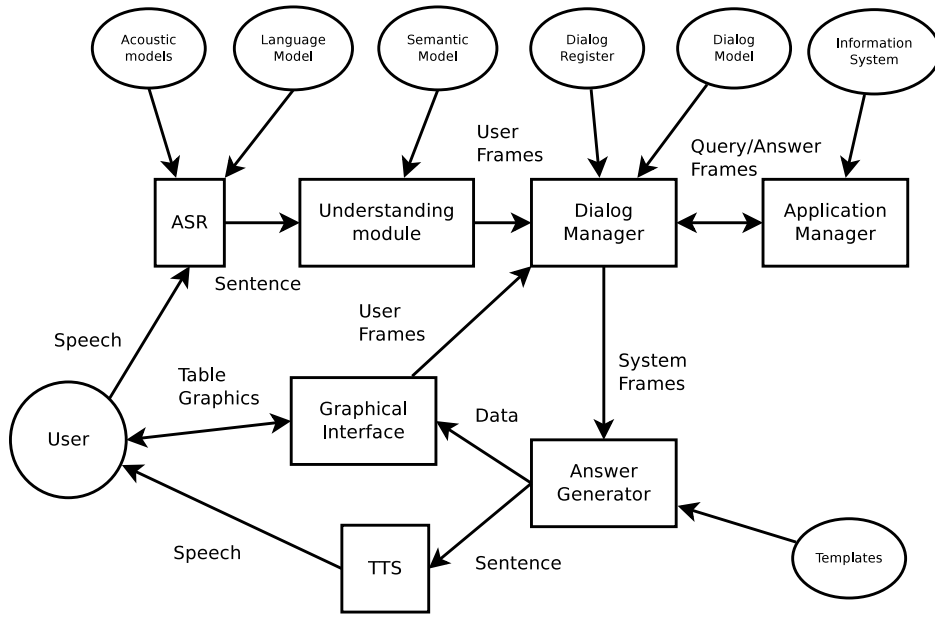 Acoustic
models
Language
Model
Semantic
Model
Dialog
Register
Dialog
Model
Information
System
User
Frames
Query/Answer
Frames
ASR
Understanding
module
Dialog
Manager
Application
Manager
Sentence
Speech
User
Frames
Table
Graphics
System
Frames
User
Graphical
Interface
Data
Answer
Generator
Speech
TTS
Sentence
Templates